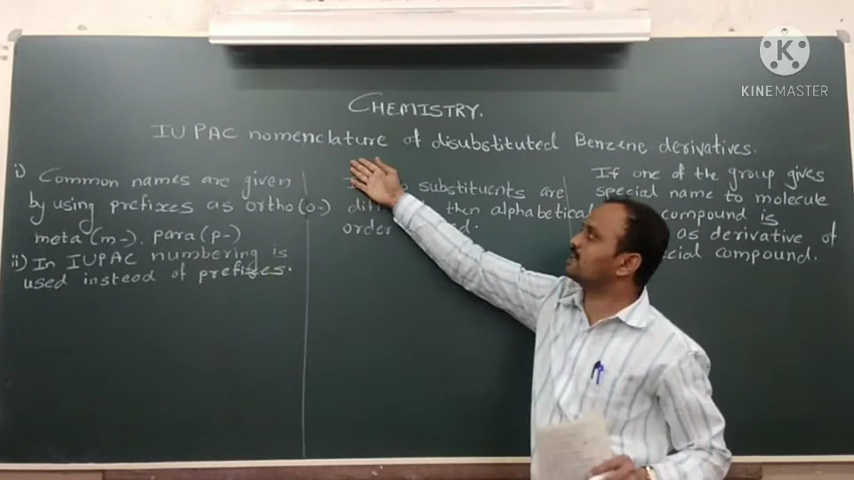 KINEMASTER
CHEMISTRY.
IUPAC nomenclature of disubstituted Benzene derivatives.
i) Common names are given
by using prefixes as ortho (o-)
meta (m-). para (p-)
ii) In IUPAC numbering is
used instead of prefixes.
substituents are
then alphabetical
order
If one of the group gives
special name to molecule
compound is
as derivative of
compound.